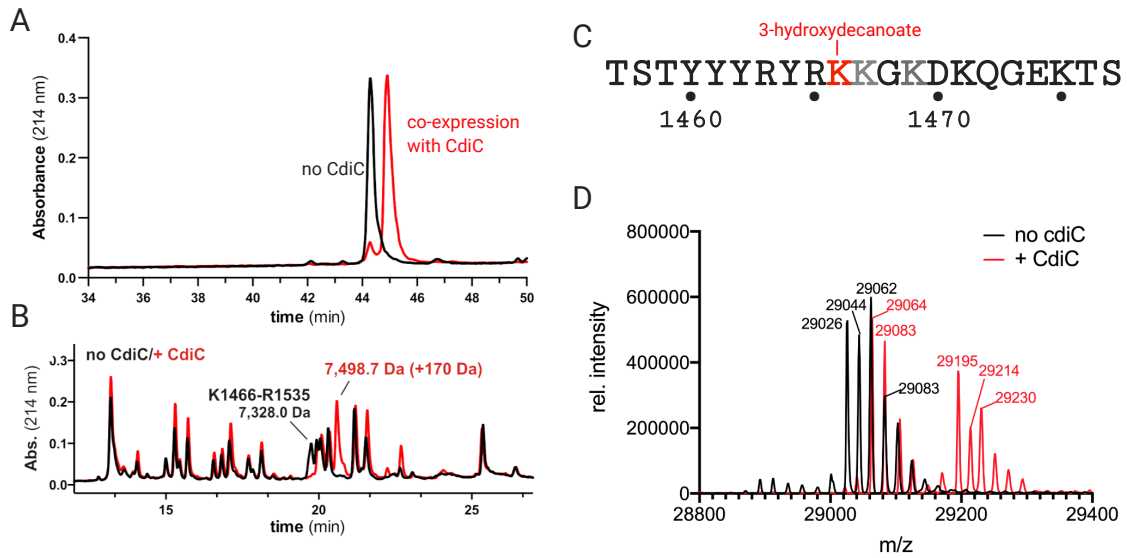 A
Absorbance (214 nm)
0.4
0.3
0.2
0.1
0.0
no CdiC
co-expression
with CdiC
34 36 38 40 42 44 46 48 50
time (min)
B
Abs. (214 nm)
0.3
0.2
0.1
0.0
no CdiC/+ CdiC
K1466-R1535
7,328.0 Da
7,498.7 Da (+170 Da)
15 20 25
time (min)
C
3-hydroxydecanoate
TSTYYYRYRKKGKDKQGEKTS
1460 1470
D
rel. intensity
800000
600000
400000
200000
0
no cdiC
+ CdiC
29062
29044
29064
29026
29083
29083
29195
29214
29230
28800 29000 29200 29400
m/z